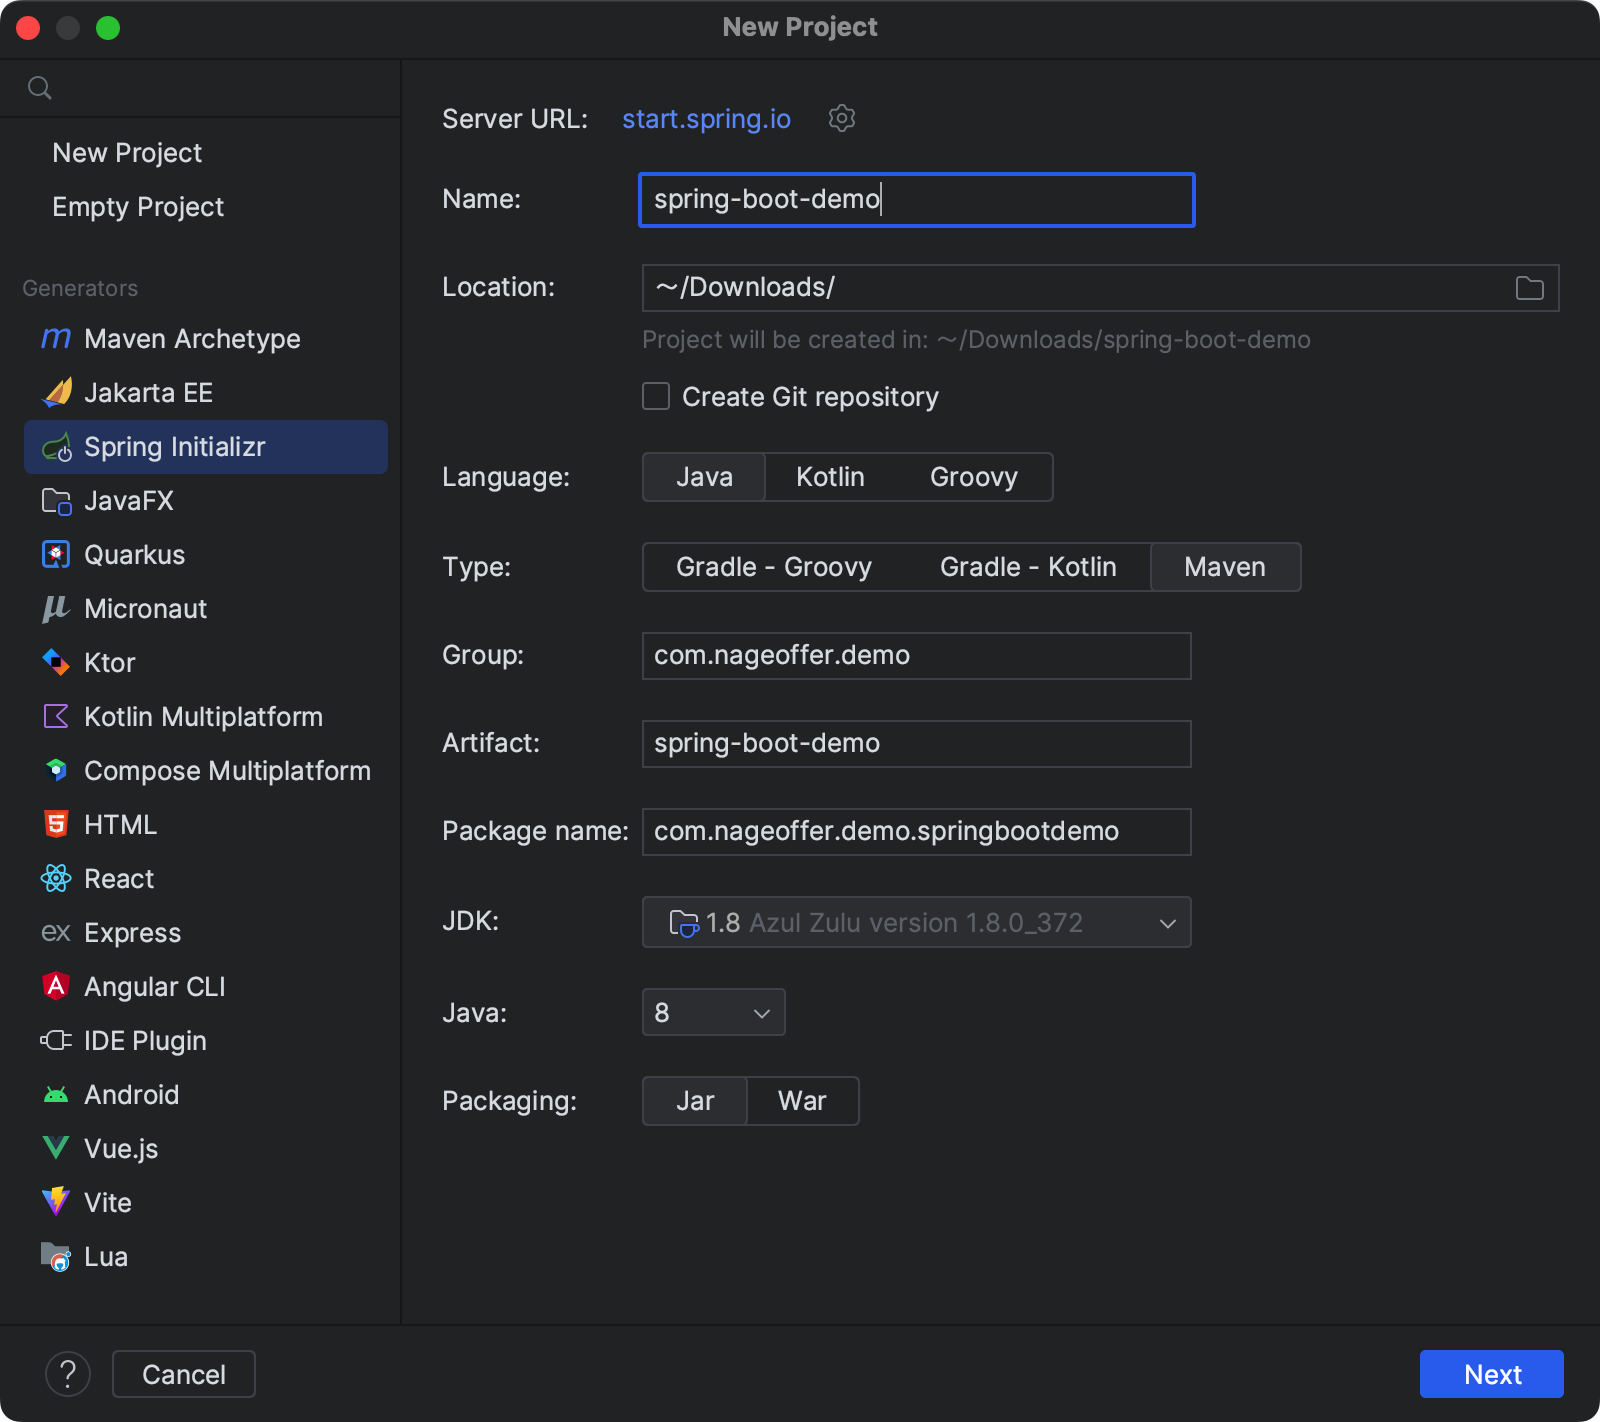 New Project
New Project
Empty Project
Generators
Maven Archetype
Jakarta EE
Spring Initializr
JavaFX
Quarkus
Micronaut
Ktor
Kotlin Multiplatform
Compose Multiplatform
HTML
React
ex Express
Angular CLI
IDE Plugin
Android
Vue.js
Vite
Lua
Server URL: start.spring.io
Name: spring-boot-demo
Location: ~/Downloads/
Project will be created in: ~/Downloads/spring-boot-demo
Create Git repository
Language: Java Kotlin Groovy
Type: Gradle - Groovy Gradle - Kotlin Maven
Group: com.nageoffer.demo
Artifact: spring-boot-demo
Package name: com.nageoffer.demo.springbootdemo
JDK: 1.8 Azul Zulu version 1.8.0_372
Java: 8
Packaging: Jar War
? Cancel Next